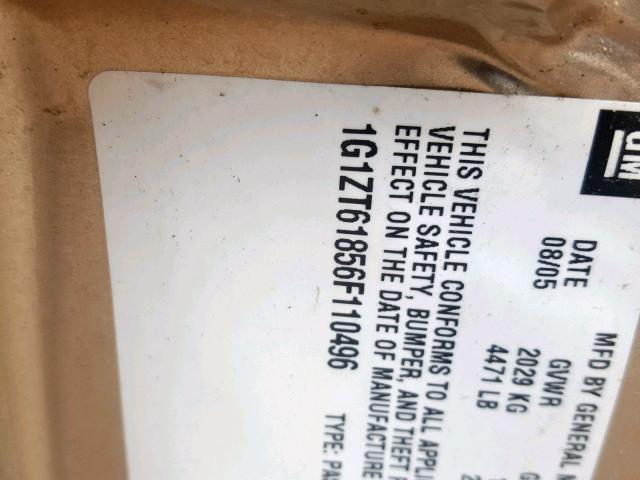 GM
MFD BY GENERAL M
DATE GVWR
08/05 2029 KG
4471 LB
THIS VEHICLE CONFORMS TO ALL APPLI
VEHICLE SAFETY, BUMPER, AND THEFT
EFFECT ON THE DATE OF MANUFACTURE
1G1ZT61856F110496 TYPE: PAS